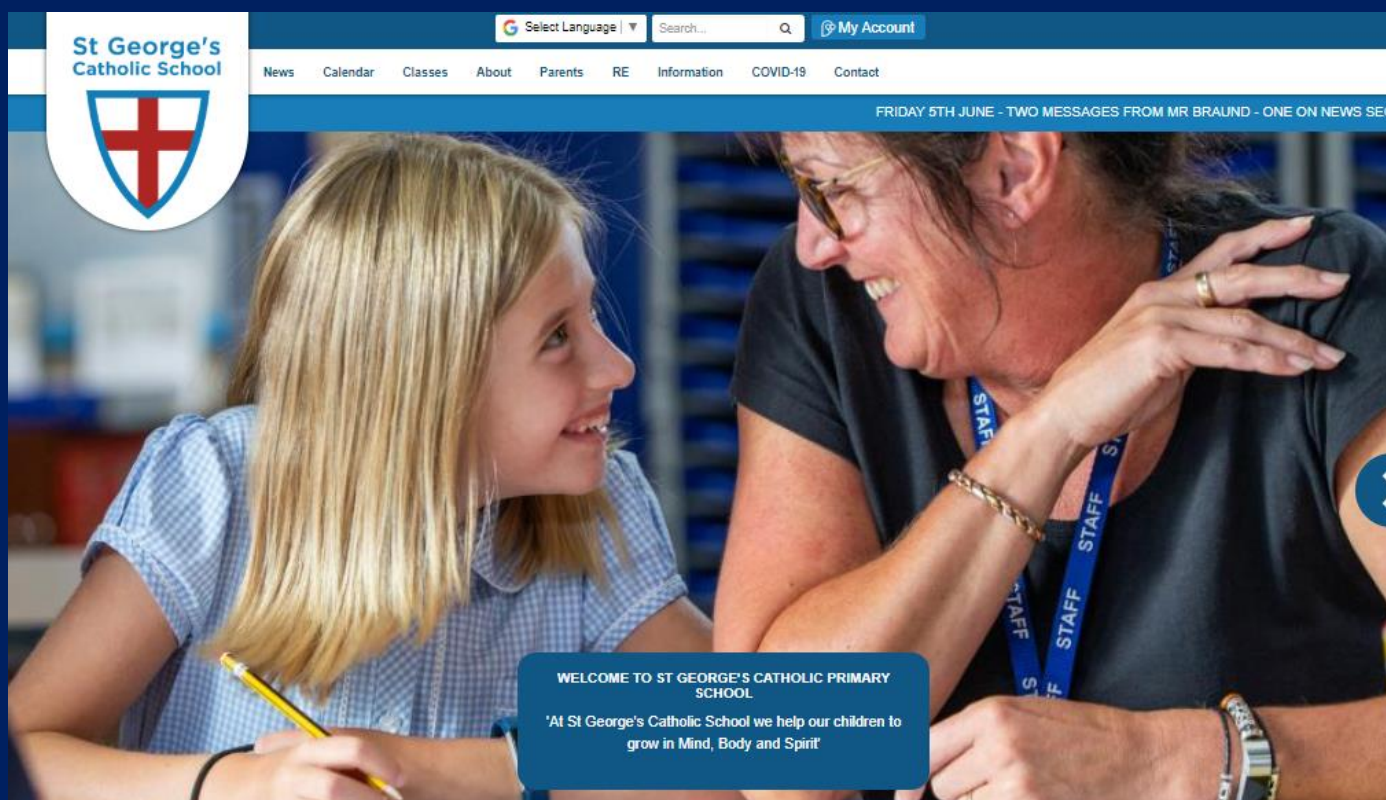 Select Language | ▼
Search...
My Account
St George's
Catholic School
News Calendar Classes About Parents RE Information COVID-19 Contact
FRIDAY 5TH JUNE - TWO MESSAGES FROM MR BRAUND - ONE ON NEWS SE
STAFF
STAFF
STAFF
STAFF
WELCOME TO ST GEORGE'S CATHOLIC PRIMARY
SCHOOL
'At St George's Catholic School we help our children to
grow in Mind, Body and Spirit'